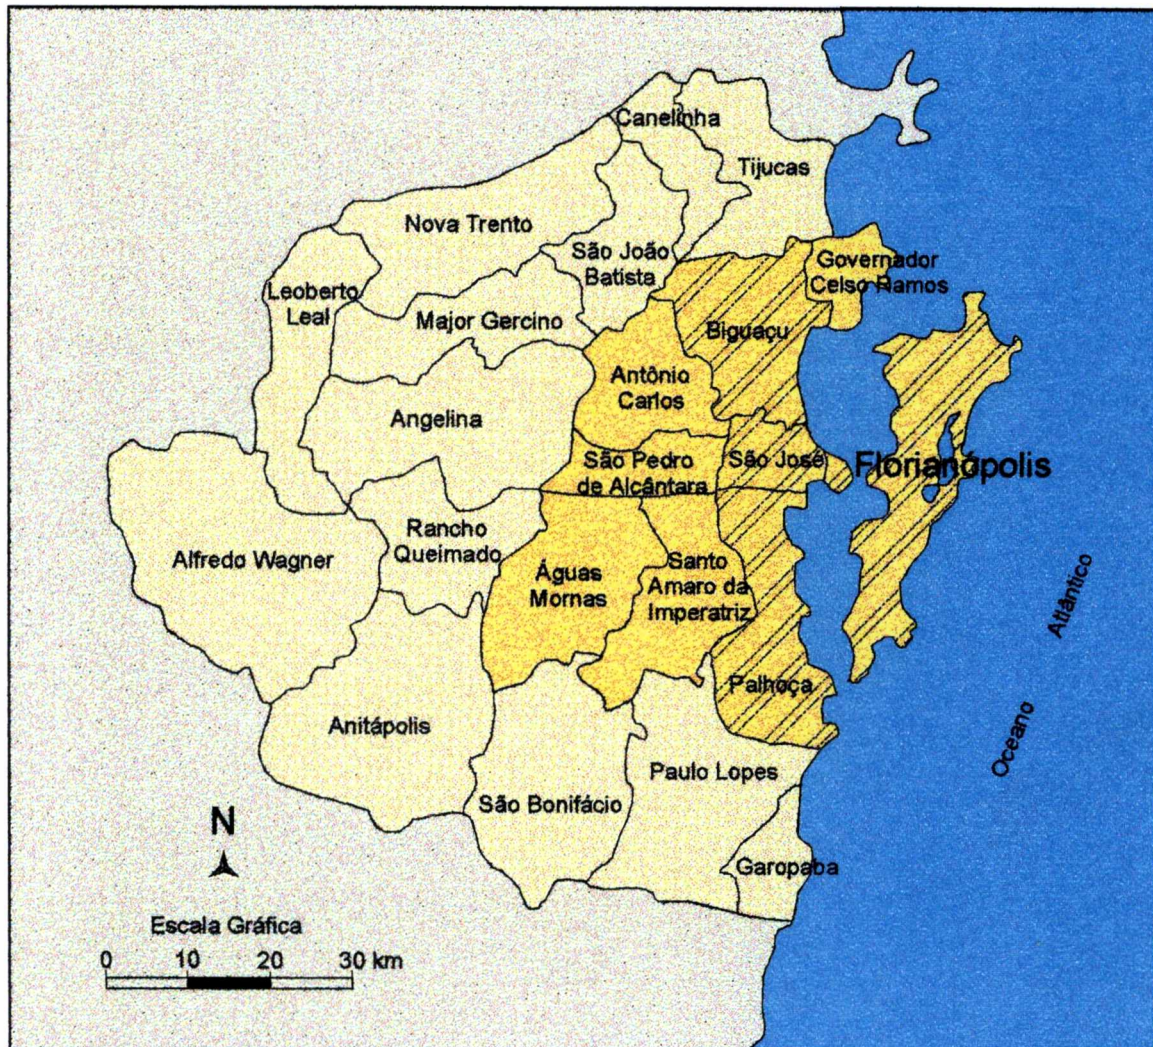 Canelinha
Tijucas
Nova Trento
São João
Batista
Governador
Celso Ramos
Leoberto
Leal
Major Gercino
Biguaçu
Antônio
Carlos
Angelina
São Pedro
de Alcântara
São José
Florianópolis
Rancho
Queimado
Alfredo Wagner
Águas
Mornas
Santo
Amaro da
Imperatriz
Atlântico
Oceano
Palhoça
Anitápolis
Paulo Lopes
São Bonifácio
Garopaba
N
Escala Gráfica
0 10 20 30 km